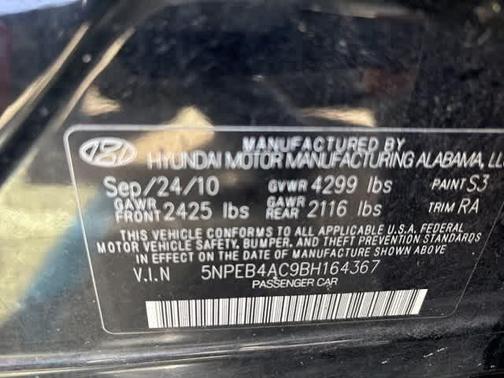 MANUFACTURED BY
HYUNDAI MOTOR MANUFACTURING ALABAMA, LL
Sep/24/10 GVWR 4299 lbs PAINT S3
GAWR FRONT 2425 lbs GAWR REAR 2116 lbs TRIM RA
THIS VEHICLE CONFORMS TO ALL APPLICABLE U.S.A. FEDERAL
MOTOR VEHICLE SAFETY, BUMPER, AND THEFT PREVENTION STANDARDS
IN EFFECT ON THE DATE OF MANUFACTURE SHOWN ABOVE.
V.I.N 5NPEB4AC9BH164367
PASSENGER CAR